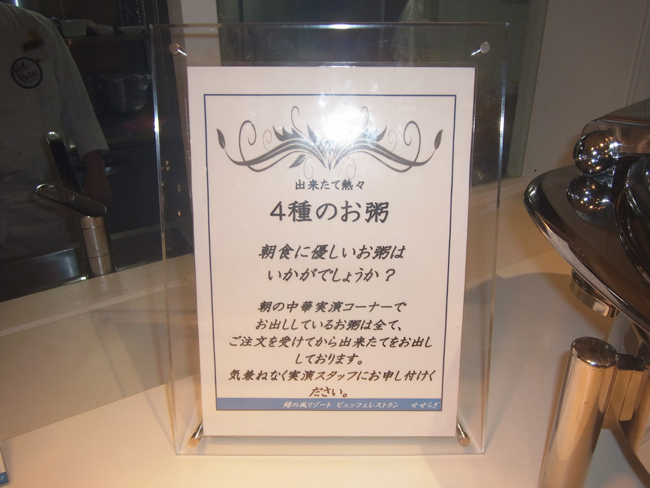 出来たて熱々
4種のお粥
朝食に優しいお粥は
いかがでしょうか？
朝の中華実演コーナーで
お出ししているお粥は全て、
ご注文を受けてから出来たてをお出し
しております。
気兼ねなく実演スタッフにお申し付けく
ださい。
緑の風リゾート ビュッフェレストラン せせらぎ